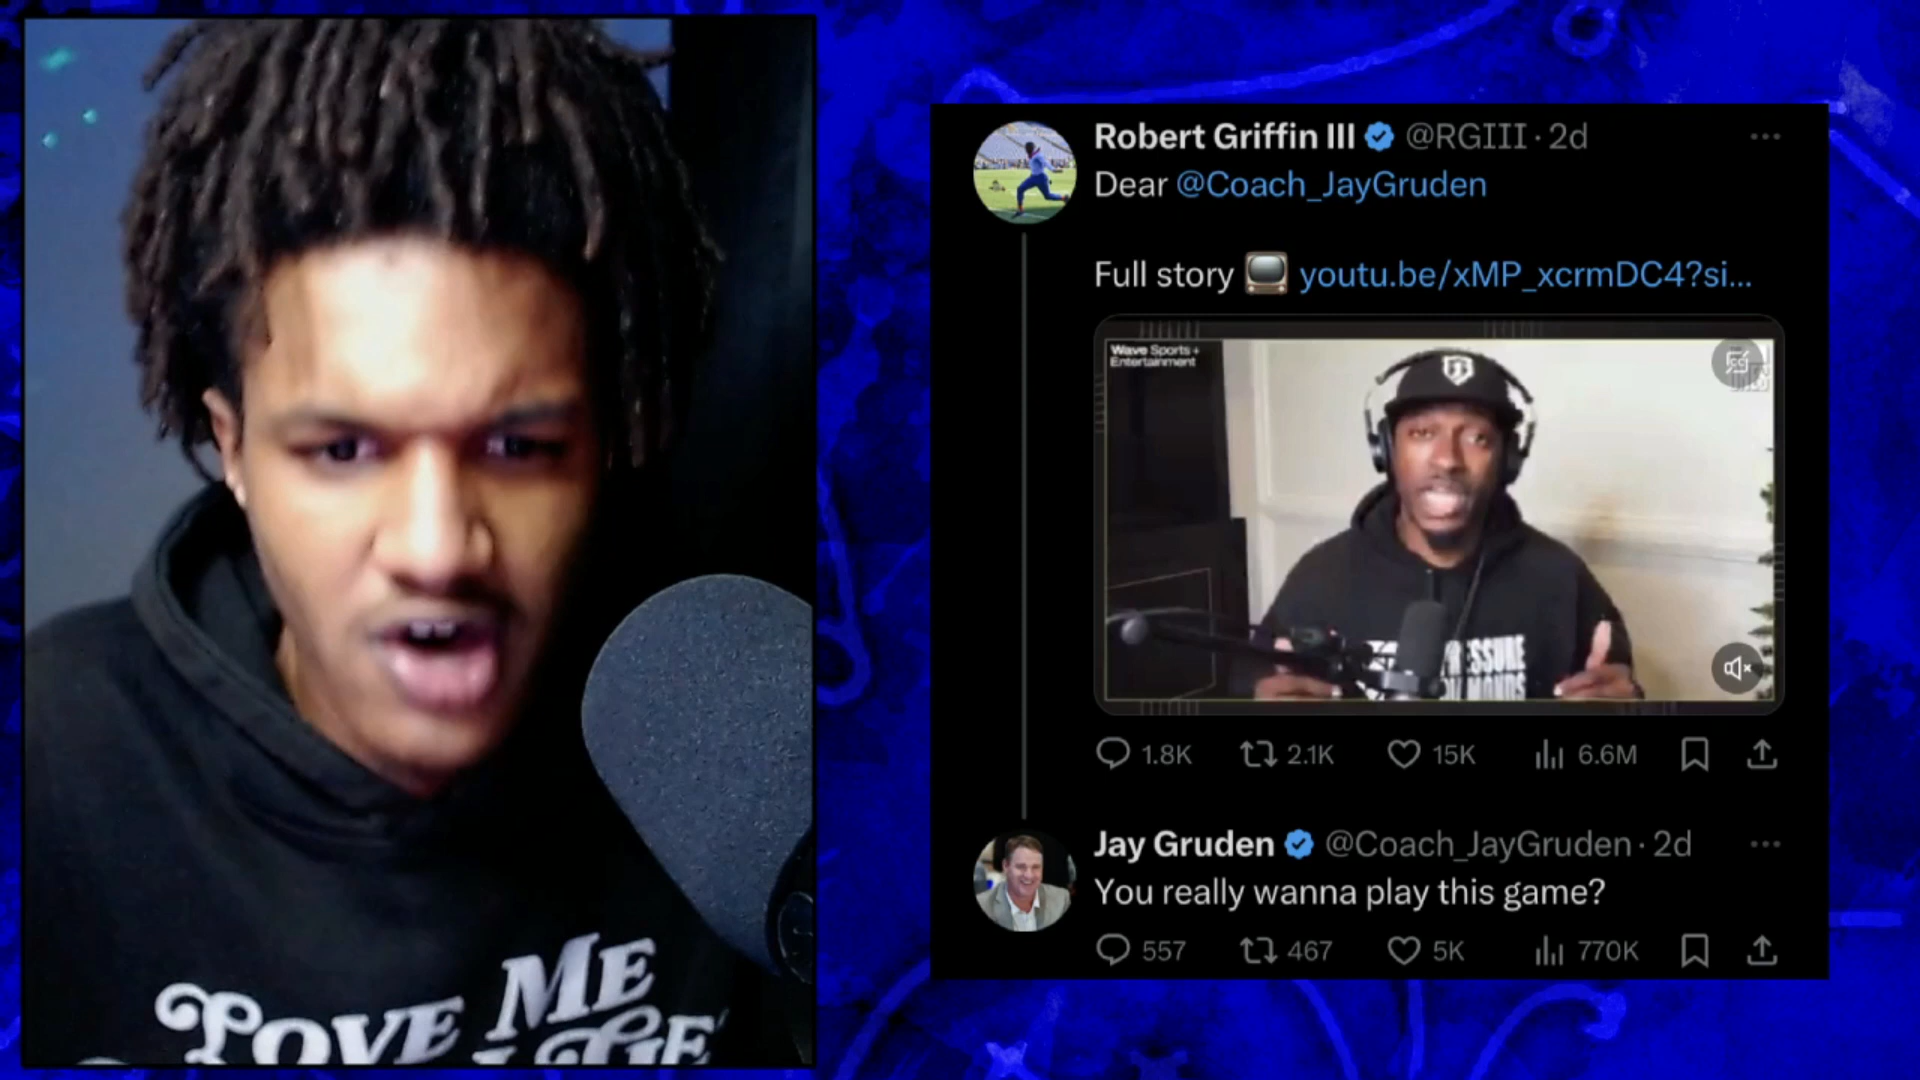 Robert Griffin III @RGIII · 2d
Dear @Coach_JayGruden
Full story youtu.be/xMP_xcrmDC4?si...
Wave Sports +
Entertainment
1.8K 2.1K 15K 6.6M
Jay Gruden @Coach_JayGruden · 2d
You really wanna play this game?
557 467 5K 770K
LOVE ME